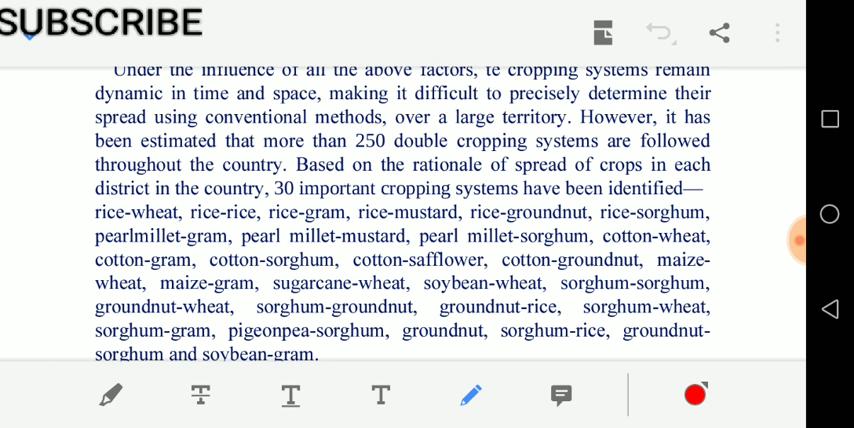 SUBSCRIBE
Under the influence of all the above factors, te cropping systems remain
dynamic in time and space, making it difficult to precisely determine their
spread using conventional methods, over a large territory. However, it has
been estimated that more than 250 double cropping systems are followed
throughout the country. Based on the rationale of spread of crops in each
district in the country, 30 important cropping systems have been identified—
rice-wheat, rice-rice, rice-gram, rice-mustard, rice-groundnut, rice-sorghum,
pearlmillet-gram, pearl millet-mustard, pearl millet-sorghum, cotton-wheat,
cotton-gram, cotton-sorghum, cotton-safflower, cotton-groundnut, maize-
wheat, maize-gram, sugarcane-wheat, soybean-wheat, sorghum-sorghum,
groundnut-wheat, sorghum-groundnut, groundnut-rice, sorghum-wheat,
sorghum-gram, pigeonpea-sorghum, groundnut, sorghum-rice, groundnut-
sorghum and soybean-gram.